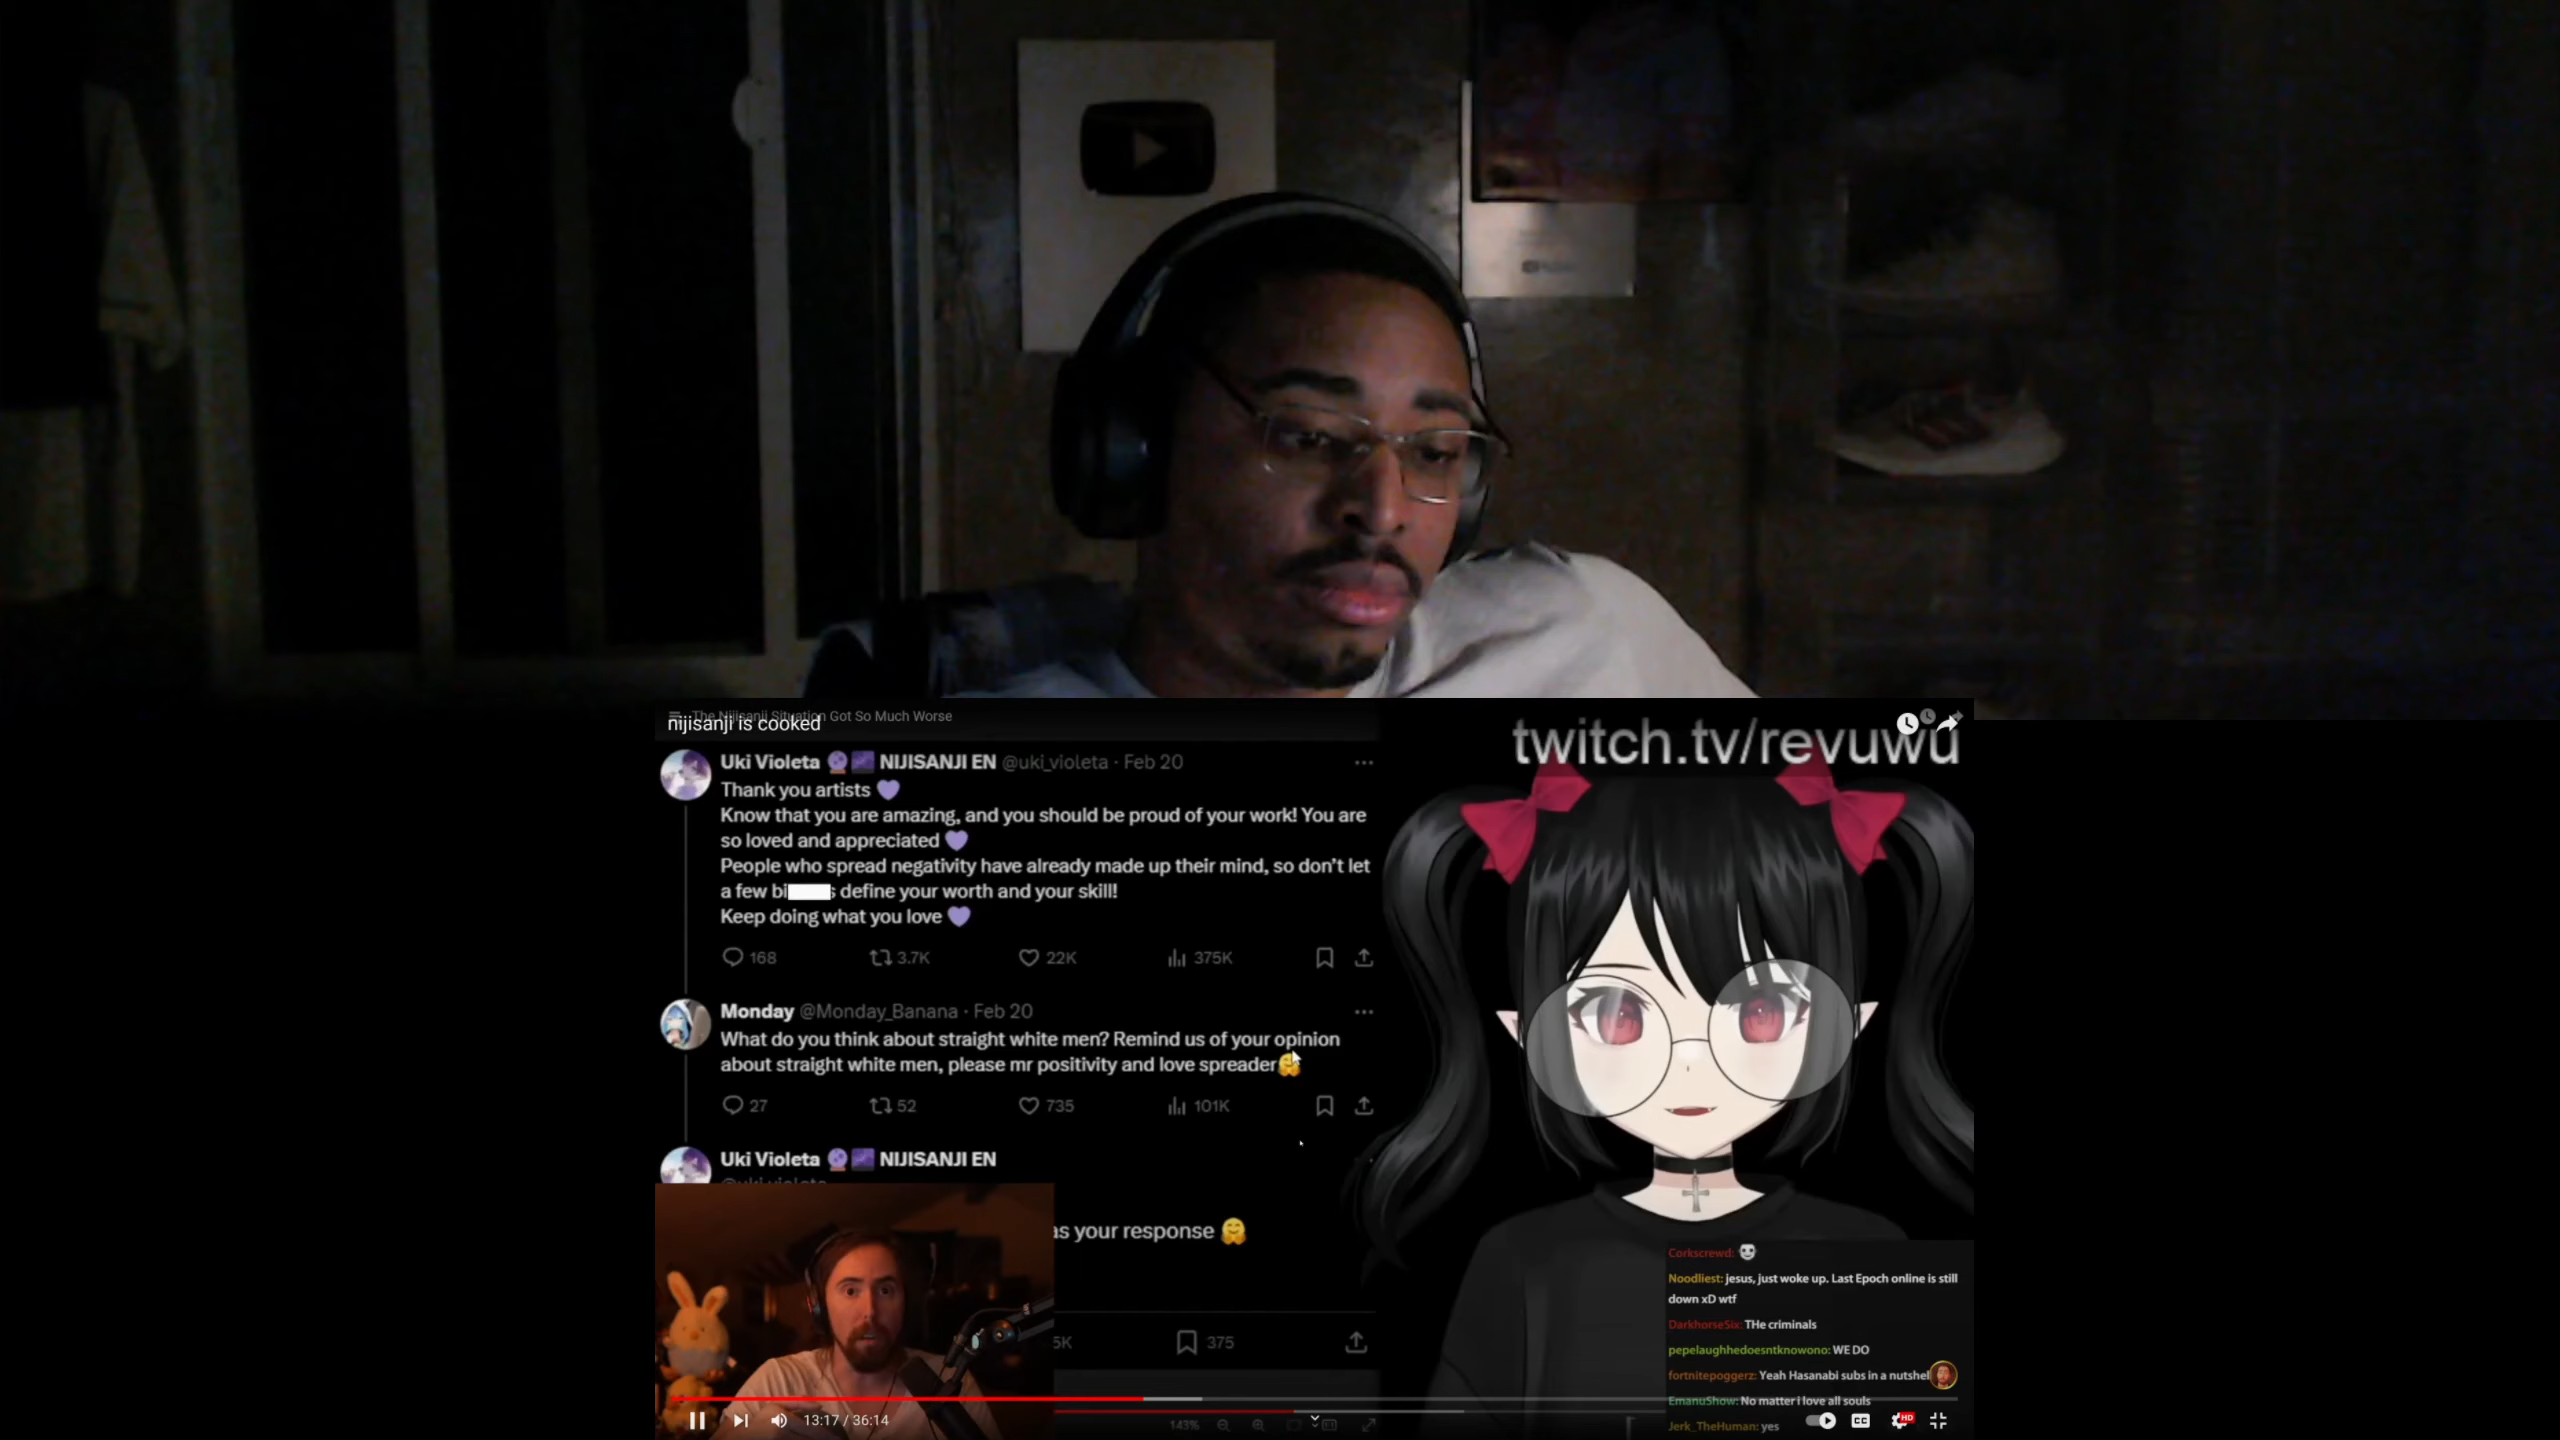 The Nijisanji Situation Got So Much Worse
nijisanji is cooked
twitch.tv/revuwu
Uki Violeta NIJISANJI EN @uki_violeta · Feb 20
Thank you artists 💜
Know that you are amazing, and you should be proud of your work! You are
so loved and appreciated 💜
People who spread negativity have already made up their mind, so don't let
a few bi s define your worth and your skill!
Keep doing what you love 💜
168 3.7K 22K 375K
Monday @Monday_Banana · Feb 20
What do you think about straight white men? Remind us of your opinion
about straight white men, please mr positivity and love spreader🤗
27 52 735 101K
Uki Violeta NIJISANJI EN
@uki_violeta
as your response 🤗
5K 375
Corkscrewd:
Noodliest: jesus, just woke up. Last Epoch online is still
down xD wtf
DarkhorseSix: THe criminals
pepelaughhedoesntknowono: WE DO
fortnitepoggerz: Yeah Hasanabi subs in a nutshel
EmanuShow: No matter i love all souls
Jerk_TheHuman: yes
13:17 / 36:14
143%
CC
HD